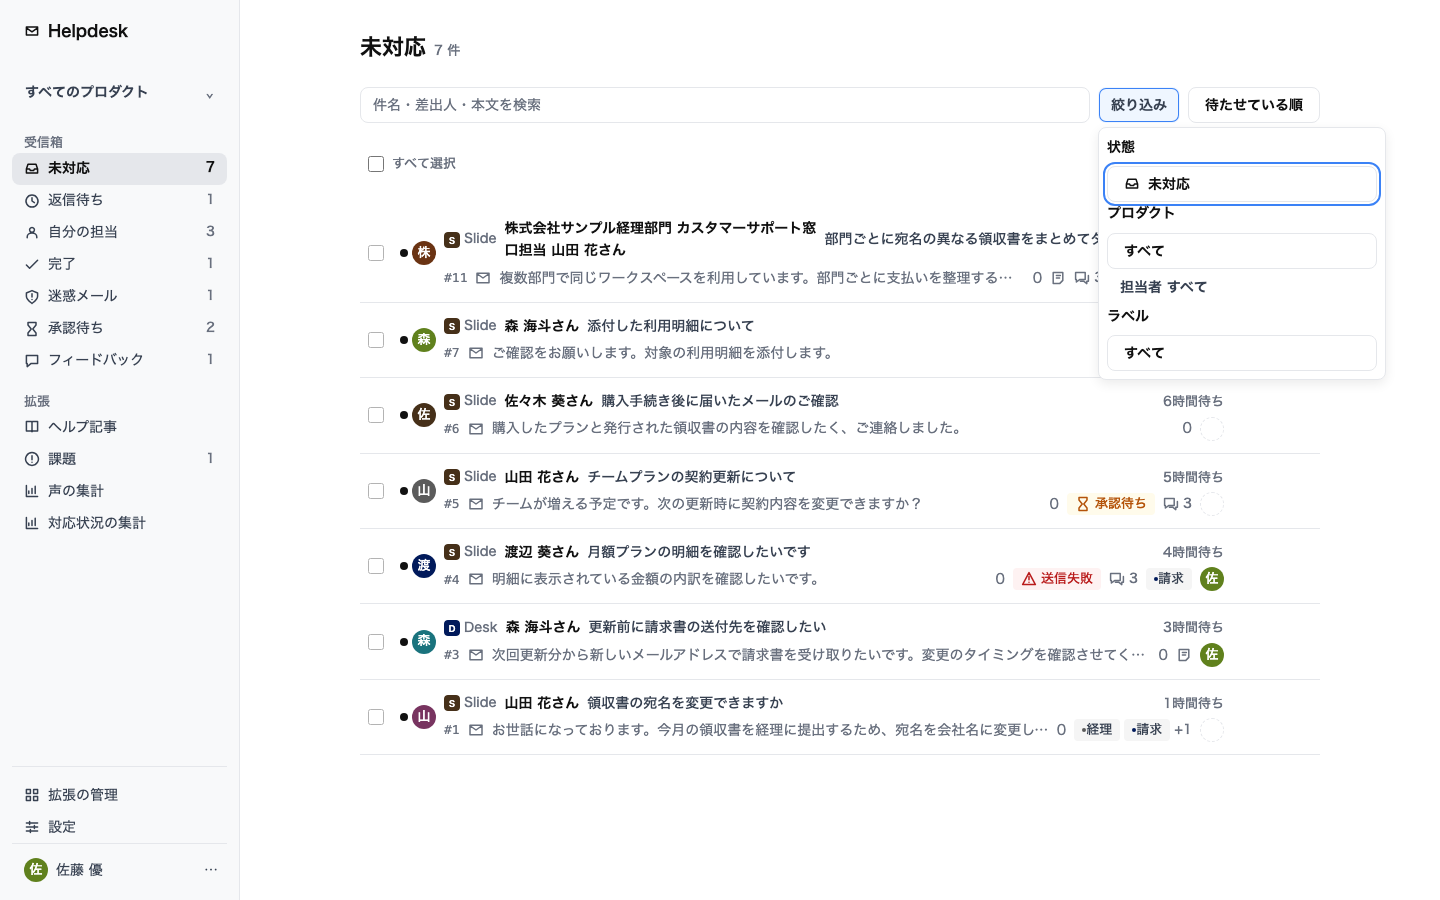 Helpdesk
すべてのプロダクト
受信箱
未対応 7
返信待ち 1
自分の担当 3
完了 1
迷惑メール 1
承認待ち 2
フィードバック 1
拡張
ヘルプ記事
課題 1
声の集計
対応状況の集計
拡張の管理
設定
佐 佐藤 優 …
未対応 7 件
件名・差出人・本文を検索 絞り込み 待たせている順
すべて選択
状態
未対応
プロダクト
すべて
担当者 すべて
ラベル
すべて
株 S Slide 株式会社サンプル経理部門 カスタマーサポート窓
口担当 山田 花さん 部門ごとに宛名の異なる領収書をまとめて
#11 複数部門で同じワークスペースを利用しています。部門ごとに支払いを整理する… 0
森 S Slide 森 海斗さん 添付した利用明細について
#7 ご確認をお願いします。対象の利用明細を添付します。
佐 S Slide 佐々木 葵さん 購入手続き後に届いたメールのご確認 6時間待ち
#6 購入したプランと発行された領収書の内容を確認したく、ご連絡しました。 0
山 S Slide 山田 花さん チームプランの契約更新について 5時間待ち
#5 チームが増える予定です。次の更新時に契約内容を変更できますか？ 0 承認待ち 3
渡 S Slide 渡辺 葵さん 月額プランの明細を確認したいです 4時間待ち
#4 明細に表示されている金額の内訳を確認したいです。 0 送信失敗 3 •請求 佐
森 D Desk 森 海斗さん 更新前に請求書の送付先を確認したい 3時間待ち
#3 次回更新分から新しいメールアドレスで請求書を受け取りたいです。変更のタイミングを確認させてく… 0 佐
山 S Slide 山田 花さん 領収書の宛名を変更できますか 1時間待ち
#1 お世話になっております。今月の領収書を経理に提出するため、宛名を会社名に変更し… 0 •経理 •請求 +1